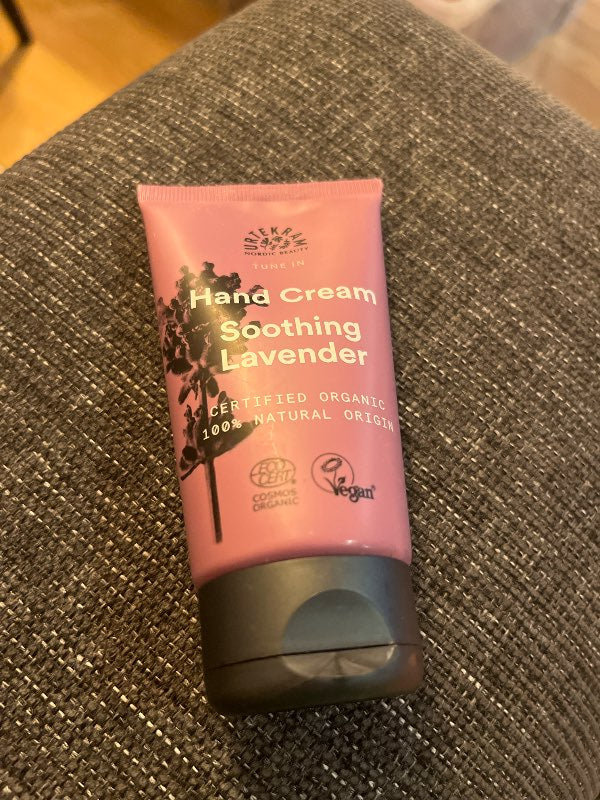 URTEKRAM
NORDIC BEAUTY
TUNE IN
Hand Cream
Soothing
Lavender
CERTIFIED ORGANIC
100% NATURAL ORIGIN
ECO
CERT®
COSMOS
ORGANIC
Vegan